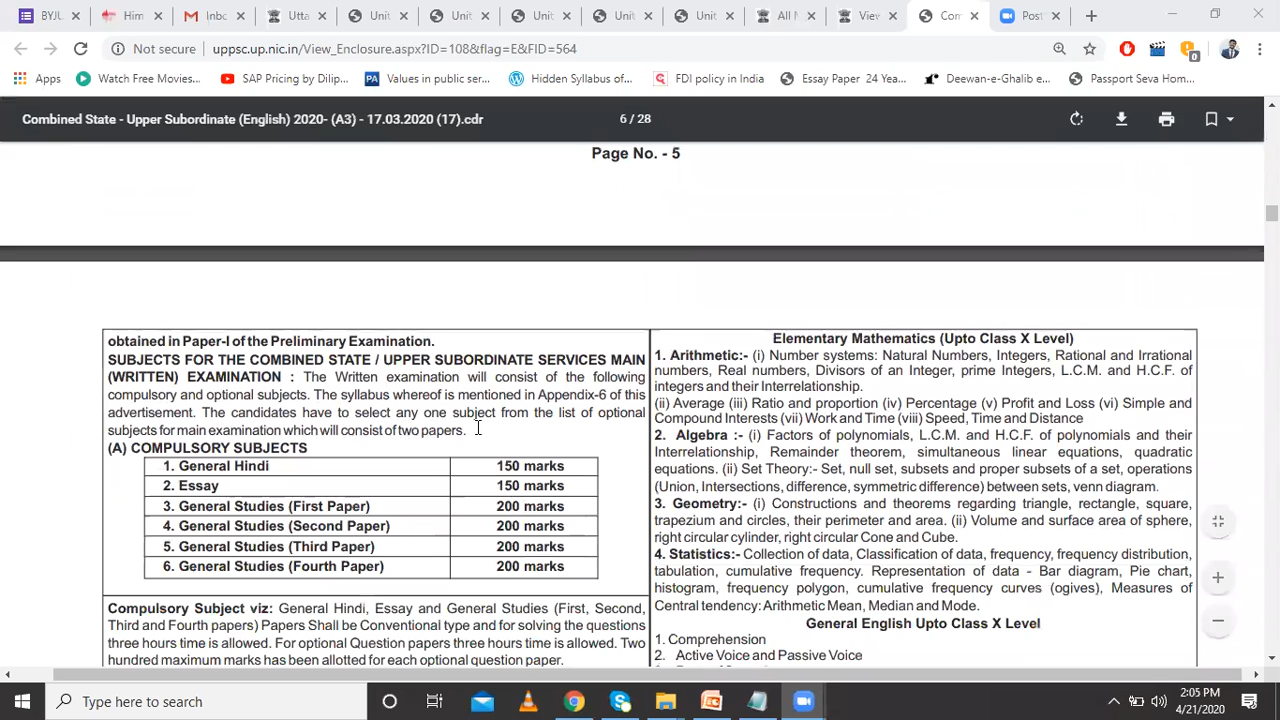 BYJU
Him
Inbc
Utta
Unit
Unit
Unit
Unit
Unit
All N
View
Com
Post
Not secure
uppsc.up.nic.in/View_Enclosure.aspx?ID=108&flag=E&FID=564
Apps
Watch Free Movies...
SAP Pricing by Dilip...
PA
Values in public ser...
Hidden Syllabus of...
FDI policy in India
Essay Paper 24 Yea...
Deewan-e-Ghalib e...
Passport Seva Hom...
0
Combined State - Upper Subordinate (English) 2020- (A3) - 17.03.2020 (17).cdr
6 / 28
Page No. - 5
obtained in Paper-I of the Preliminary Examination.
SUBJECTS FOR THE COMBINED STATE / UPPER SUBORDINATE SERVICES MAIN
(WRITTEN) EXAMINATION : The Written examination will consist of the following
compulsory and optional subjects. The syllabus whereof is mentioned in Appendix-6 of this
advertisement. The candidates have to select any one subject from the list of optional
subjects for main examination which will consist of two papers.
(A) COMPULSORY SUBJECTS
1. General Hindi 150 marks
2. Essay 150 marks
3. General Studies (First Paper) 200 marks
4. General Studies (Second Paper) 200 marks
5. General Studies (Third Paper) 200 marks
6. General Studies (Fourth Paper) 200 marks
Compulsory Subject viz: General Hindi, Essay and General Studies (First, Second,
Third and Fourth papers) Papers Shall be Conventional type and for solving the questions
three hours time is allowed. For optional Question papers three hours time is allowed. Two
hundred maximum marks has been allotted for each optional question paper.
Elementary Mathematics (Upto Class X Level)
1. Arithmetic:- (i) Number systems: Natural Numbers, Integers, Rational and Irrational
numbers, Real numbers, Divisors of an Integer, prime Integers, L.C.M. and H.C.F. of
integers and their Interrelationship.
(ii) Average (iii) Ratio and proportion (iv) Percentage (v) Profit and Loss (vi) Simple and
Compound Interests (vii) Work and Time (viii) Speed, Time and Distance
2. Algebra :- (i) Factors of polynomials, L.C.M. and H.C.F. of polynomials and their
Interrelationship, Remainder theorem, simultaneous linear equations, quadratic
equations. (ii) Set Theory:- Set, null set, subsets and proper subsets of a set, operations
(Union, Intersections, difference, symmetric difference) between sets, venn diagram.
3. Geometry:- (i) Constructions and theorems regarding triangle, rectangle, square,
trapezium and circles, their perimeter and area. (ii) Volume and surface area of sphere,
right circular cylinder, right circular Cone and Cube.
4. Statistics:- Collection of data, Classification of data, frequency, frequency distribution,
tabulation, cumulative frequency. Representation of data - Bar diagram, Pie chart,
histogram, frequency polygon, cumulative frequency curves (ogives), Measures of
Central tendency: Arithmetic Mean, Median and Mode.
General English Upto Class X Level
1. Comprehension
2. Active Voice and Passive Voice
Type here to search
2:05 PM
4/21/2020